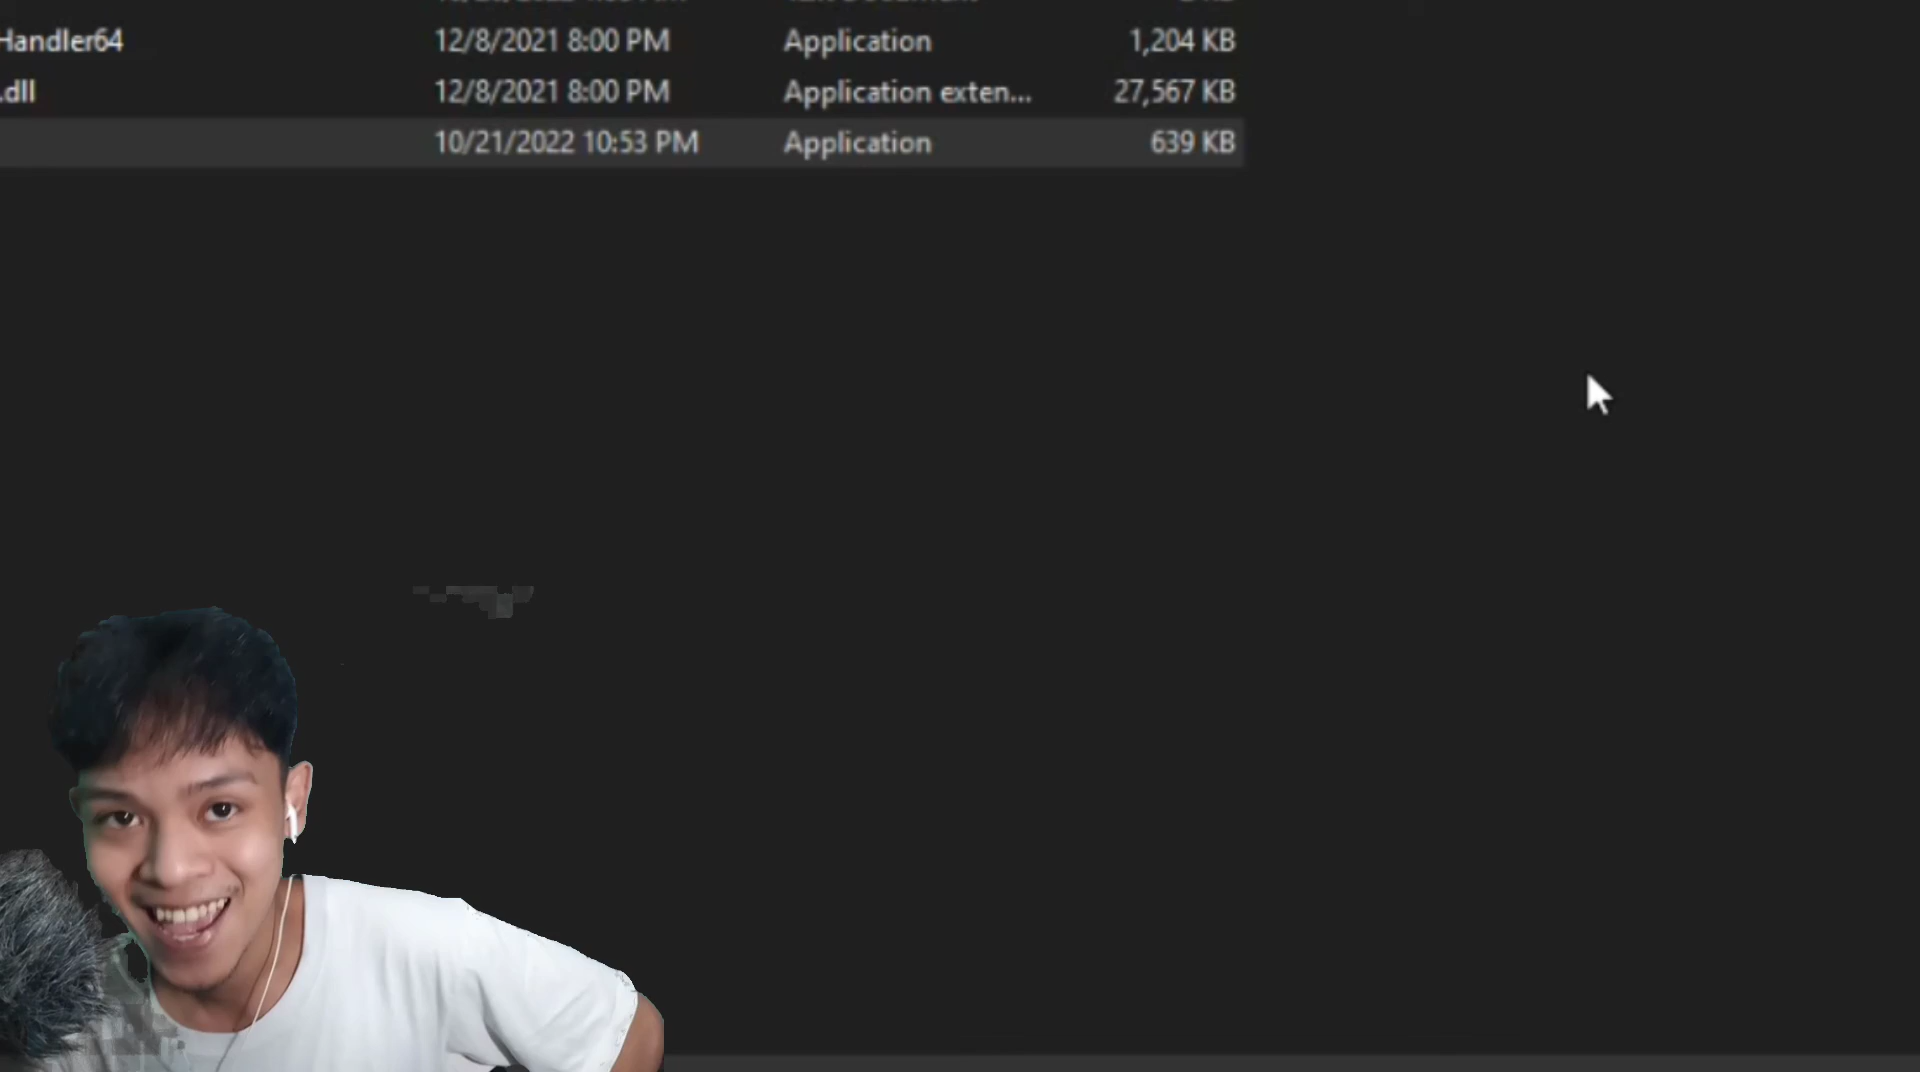 Handler64 12/8/2021 8:00 PM Application 1,204 KB
.dll 12/8/2021 8:00 PM Application exten... 27,567 KB
10/21/2022 10:53 PM Application 639 KB